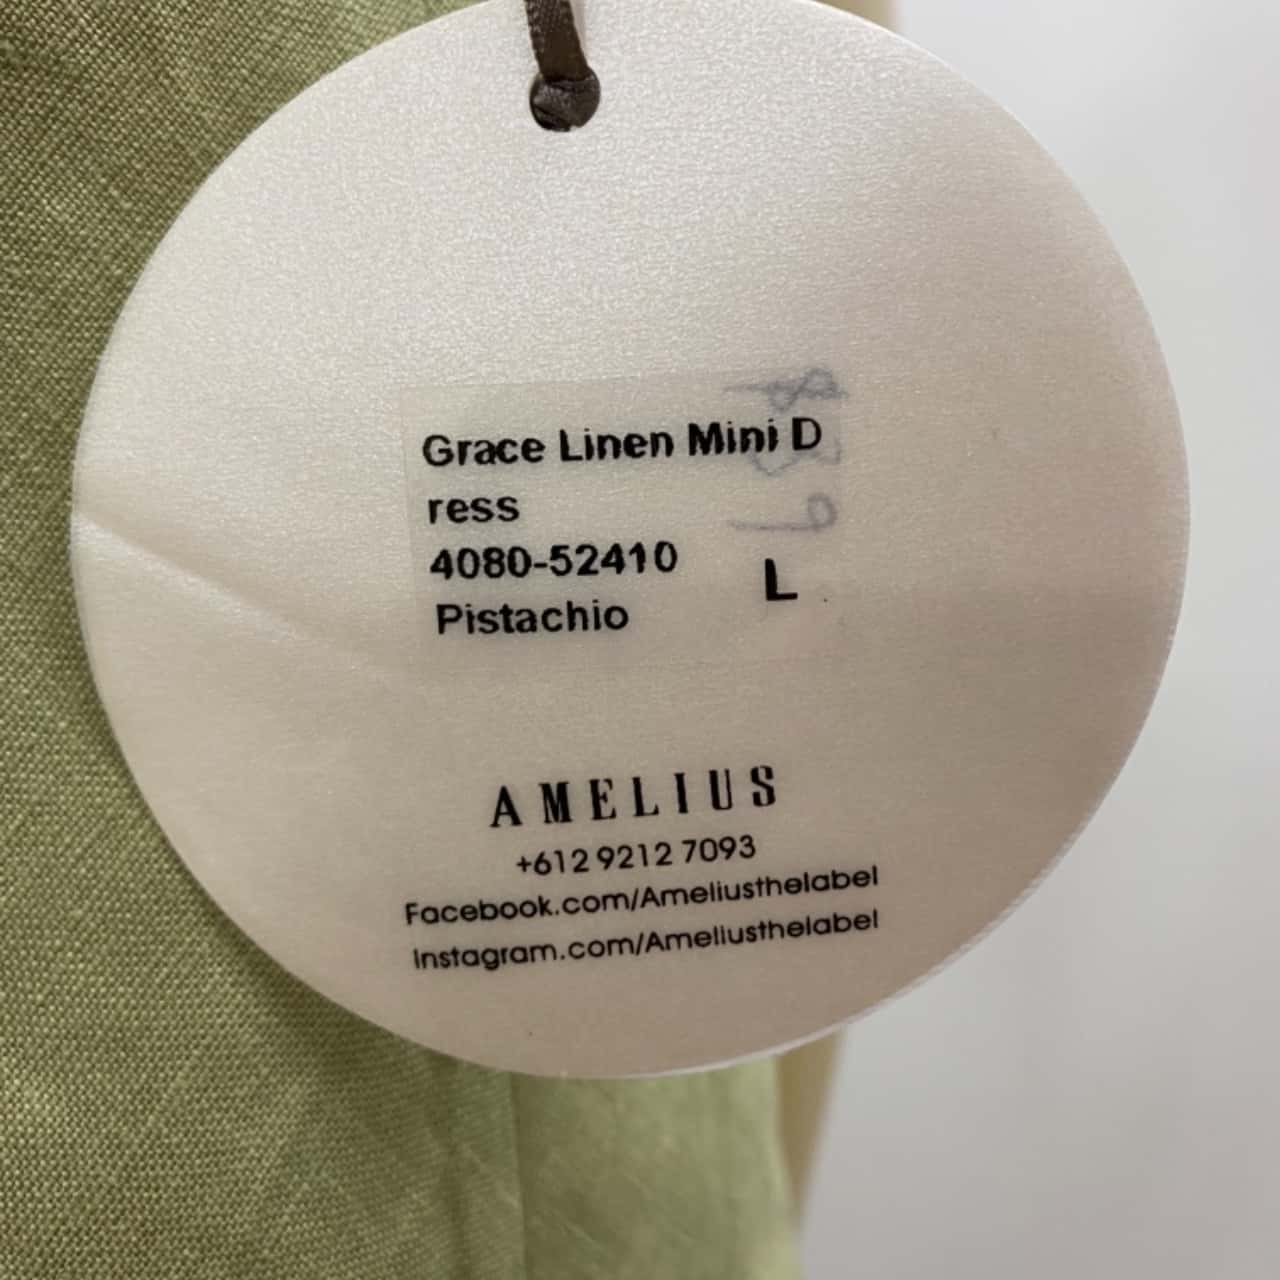 Grace Linen Mini D
ress
4080-52410
Pistachio
L
AMELIUS
+612 9212 7093
Facebook.com/Ameliusthelabel
Instagram.com/Ameliusthelabel